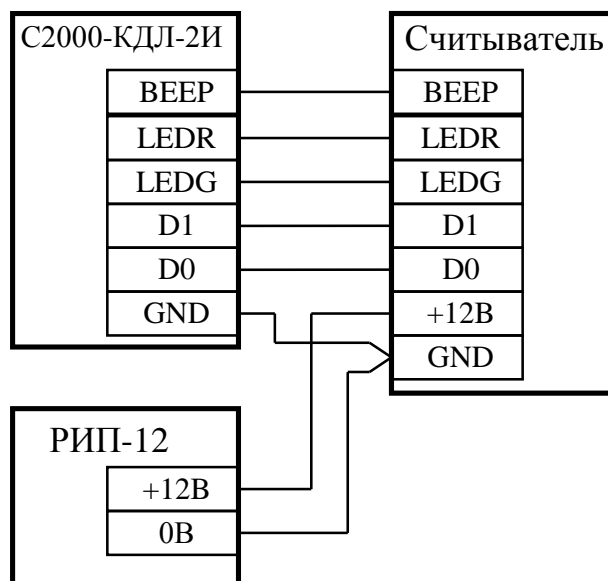 С2000-КДЛ-2И
BEEP
LEDR
LEDG
D1
D0
GND
Считыватель
BEEP
LEDR
LEDG
D1
D0
+12В
GND
РИП-12
+12В
0В